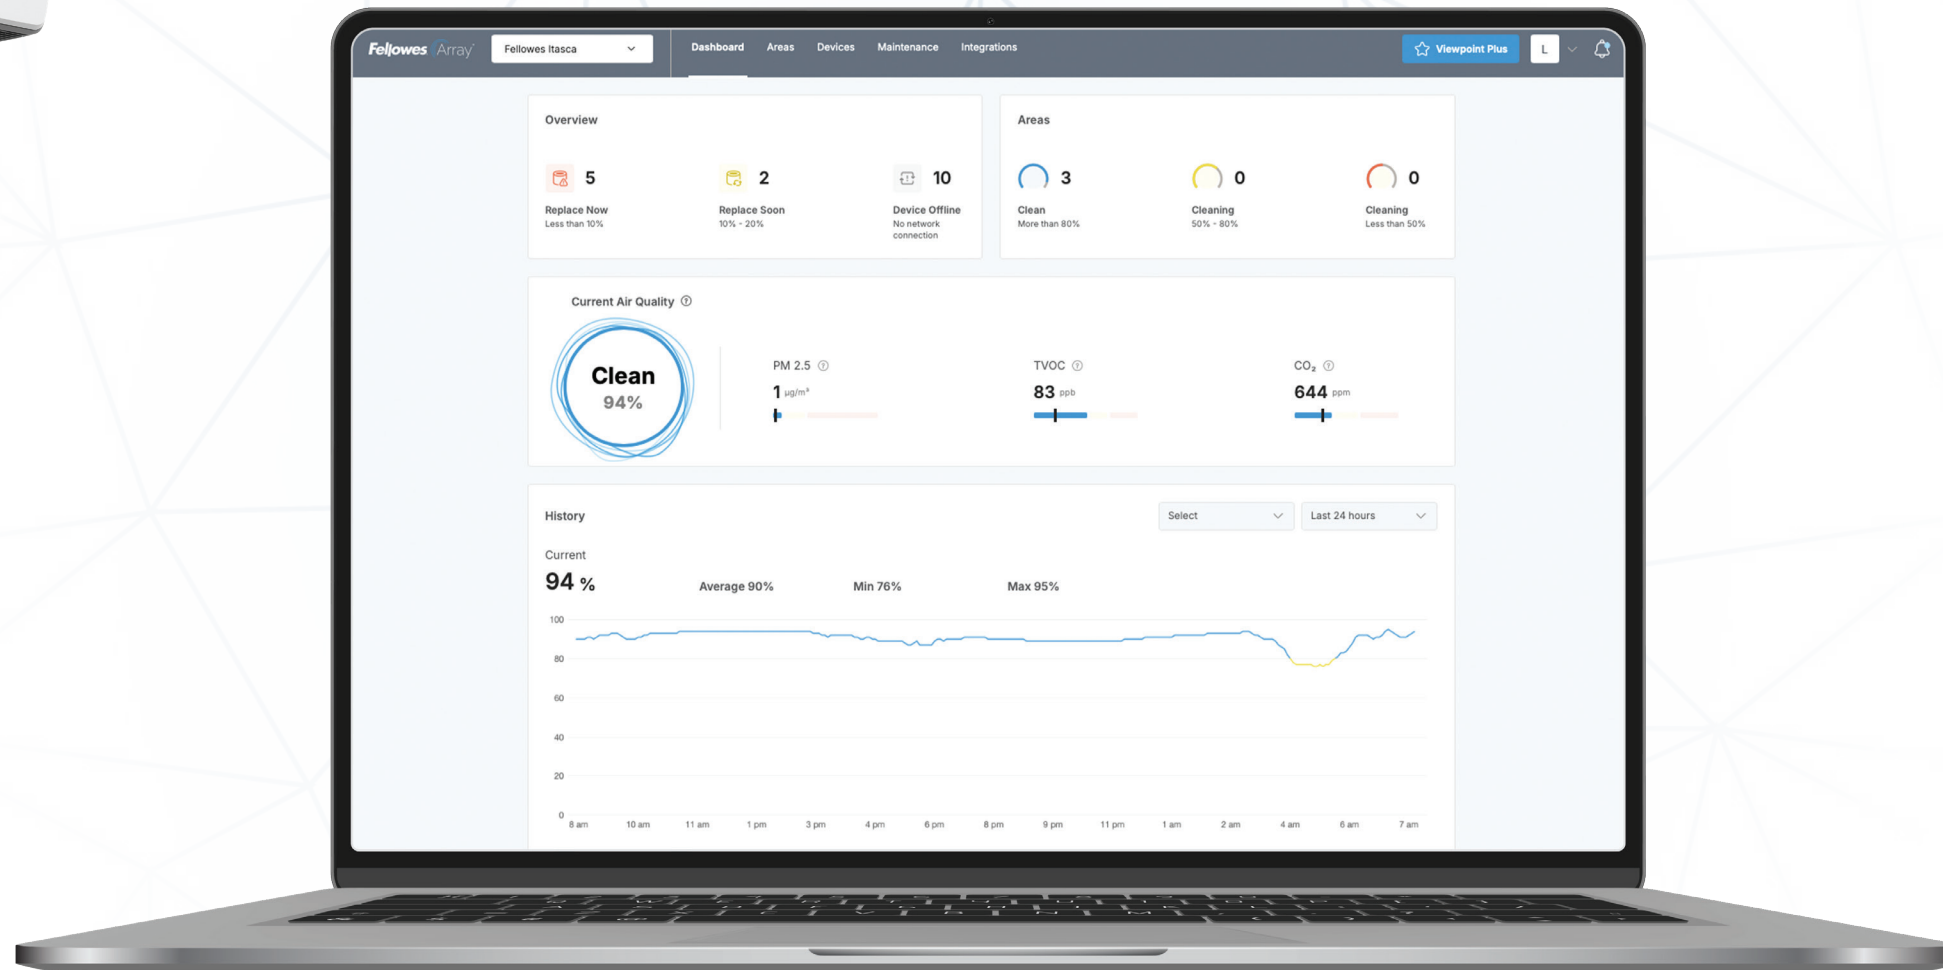 Fellowes Array™
Fellowes Itasca
Dashboard Areas Devices Maintenance Integrations
Viewpoint Plus
L
Overview
5
Replace Now
Less than 10%
2
Replace Soon
10% - 20%
10
Device Offline
No network
connection
Areas
3
Clean
More than 80%
0
Cleaning
50% - 80%
0
Cleaning
Less than 50%
Current Air Quality ?
Clean
94%
PM 2.5 ?
1 µg/m³
TVOC ?
83 ppb
CO₂ ?
644 ppm
History
Select
Last 24 hours
Current
94 %
Average 90%
Min 76%
Max 95%
100
80
60
40
20
0
8 am 10 am 11 am 1 pm 3 pm 4 pm 6 pm 8 pm 9 pm 11 pm 1 am 2 am 4 am 6 am 7 am